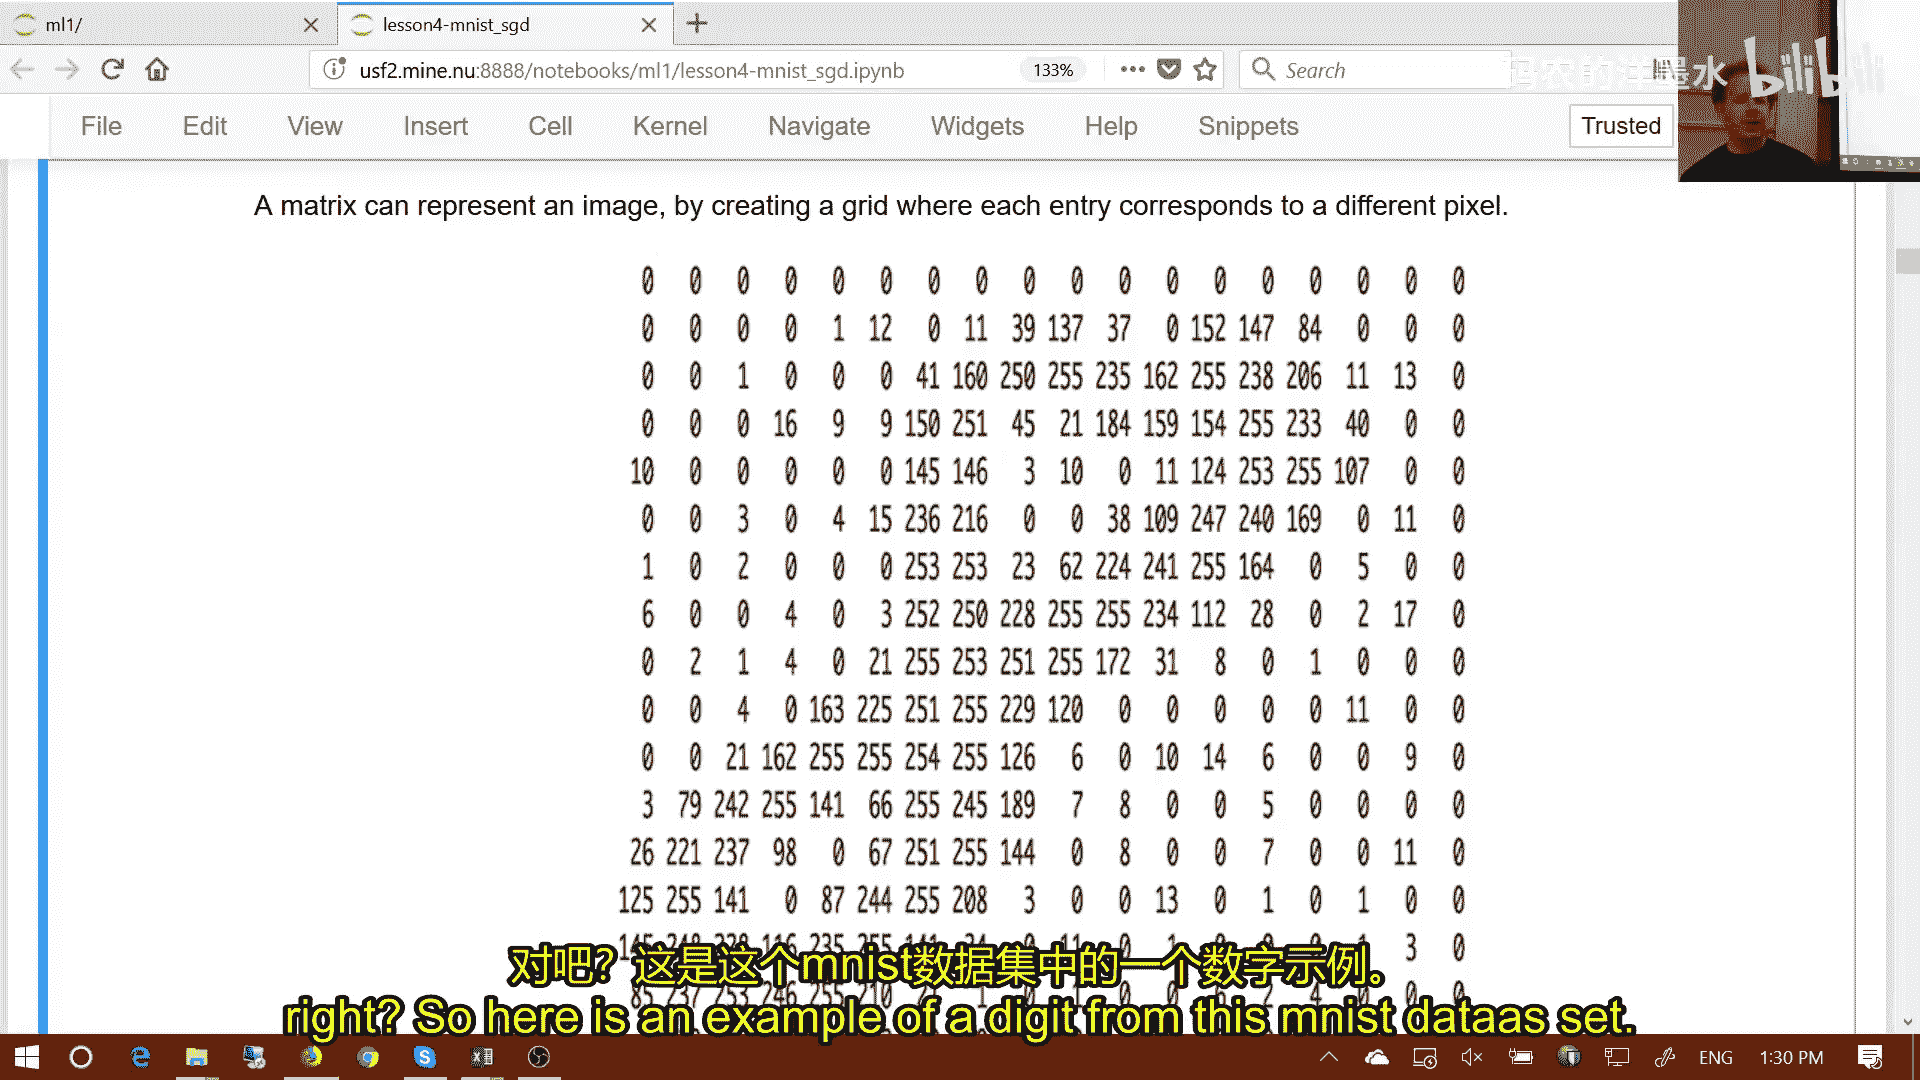 ml1/
lesson4-mnist_sgd
usf2.mine.nu:8888/notebooks/ml1/lesson4-mnist_sgd.ipynb
133%
Search
码农的洋墨水 bilibili
File Edit View Insert Cell Kernel Navigate Widgets Help Snippets
Trusted
A matrix can represent an image, by creating a grid where each entry corresponds to a different pixel.
0 0 0 0 0 0 0 0 0 0 0 0 0 0 0 0 0 0
0 0 0 0 1 12 0 11 39 137 37 0 152 147 84 0 0 0
0 0 1 0 0 0 41 160 250 255 235 162 255 238 206 11 13 0
0 0 0 16 9 9 150 251 45 21 184 159 154 255 233 40 0 0
10 0 0 0 0 0 145 146 3 10 0 11 124 253 255 107 0 0
0 0 3 0 4 15 236 216 0 0 38 109 247 240 169 0 11 0
1 0 2 0 0 0 253 253 23 62 224 241 255 164 0 5 0 0
6 0 0 4 0 3 252 250 228 255 255 234 112 28 0 2 17 0
0 2 1 4 0 21 255 253 251 255 172 31 8 0 1 0 0 0
0 0 4 0 163 225 251 255 229 120 0 0 0 0 0 11 0 0
0 0 21 162 255 255 254 255 126 6 0 10 14 6 0 0 9 0
3 79 242 255 141 66 255 245 189 7 8 0 0 5 0 0 0 0
26 221 237 98 0 67 251 255 144 0 8 0 0 7 0 0 11 0
125 255 141 0 87 244 255 208 3 0 0 13 0 1 0 1 0 0
3 0
对吧？这是这个mnist数据集中的一个数字示例。
right? So here is an example of a digit from this mnist dataas set.
ENG 1:30 PM